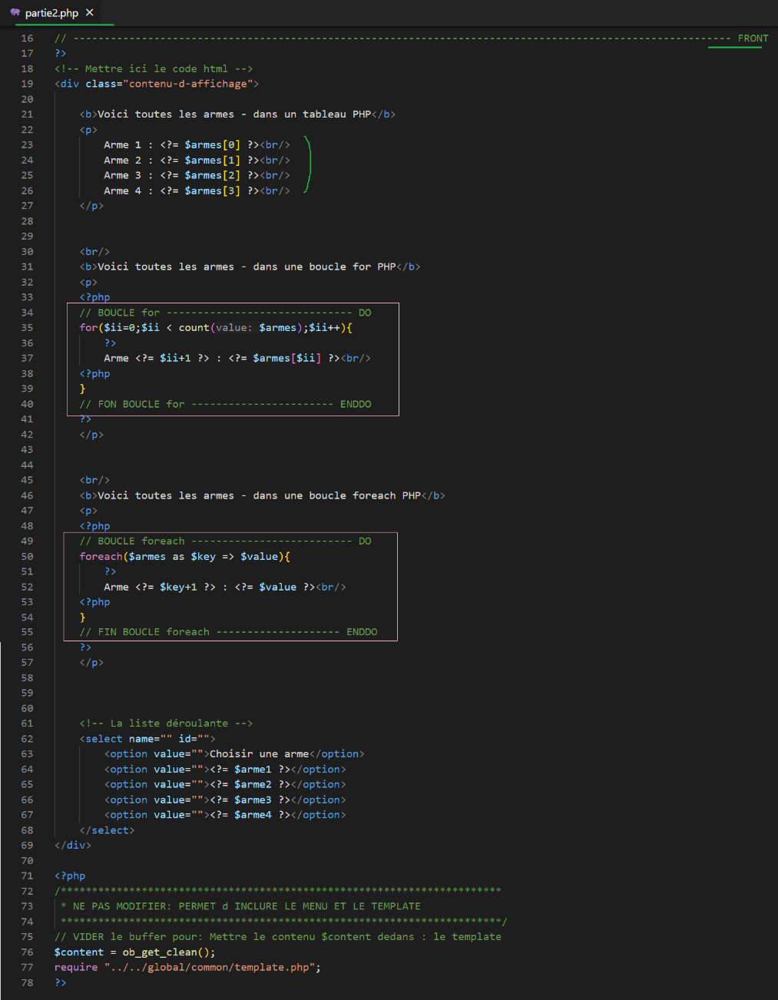 partie2.php ×
16 // ---------------------------------------------------------------------------------------------------------- FRONT
17 ?>
18 <!-- Mettre ici le code html -->
19 <div class="contenu-d-affichage">
20
21 <b>Voici toutes les armes - dans un tableau PHP</b>
22 <p>
23 Arme 1 : <?= $armes[0] ?><br/>
24 Arme 2 : <?= $armes[1] ?><br/>
25 Arme 3 : <?= $armes[2] ?><br/>
26 Arme 4 : <?= $armes[3] ?><br/>
27 </p>
28
29
30 <br/>
31 <b>Voici toutes les armes - dans une boucle for PHP</b>
32 <p>
33 <?php
34 // BOUCLE for ------------------------------ DO
35 for($ii=0;$ii < count(value: $armes);$ii++){
36 ?>
37 Arme <?= $ii+1 ?> : <?= $armes[$ii] ?><br/>
38 <?php
39 }
40 // FON BOUCLE for ----------------------- ENDDO
41 ?>
42 </p>
43
44
45 <br/>
46 <b>Voici toutes les armes - dans une boucle foreach PHP</b>
47 <p>
48 <?php
49 // BOUCLE foreach -------------------------- DO
50 foreach($armes as $key => $value){
51 ?>
52 Arme <?= $key+1 ?> : <?= $value ?><br/>
53 <?php
54 }
55 // FIN BOUCLE foreach -------------------- ENDDO
56 ?>
57 </p>
58
59
60
61 <!-- La liste déroulante -->
62 <select name="" id="">
63 <option value="">Choisir une arme</option>
64 <option value=""><?= $arme1 ?></option>
65 <option value=""><?= $arme2 ?></option>
66 <option value=""><?= $arme3 ?></option>
67 <option value=""><?= $arme4 ?></option>
68 </select>
69 </div>
70
71 <?php
72 /***********************************************************************
73 * NE PAS MODIFIER: PERMET d INCLURE LE MENU ET LE TEMPLATE
74 ***********************************************************************/
75 // VIDER le buffer pour: Mettre le contenu $content dedans : le template
76 $content = ob_get_clean();
77 require "../../global/common/template.php";
78 ?>